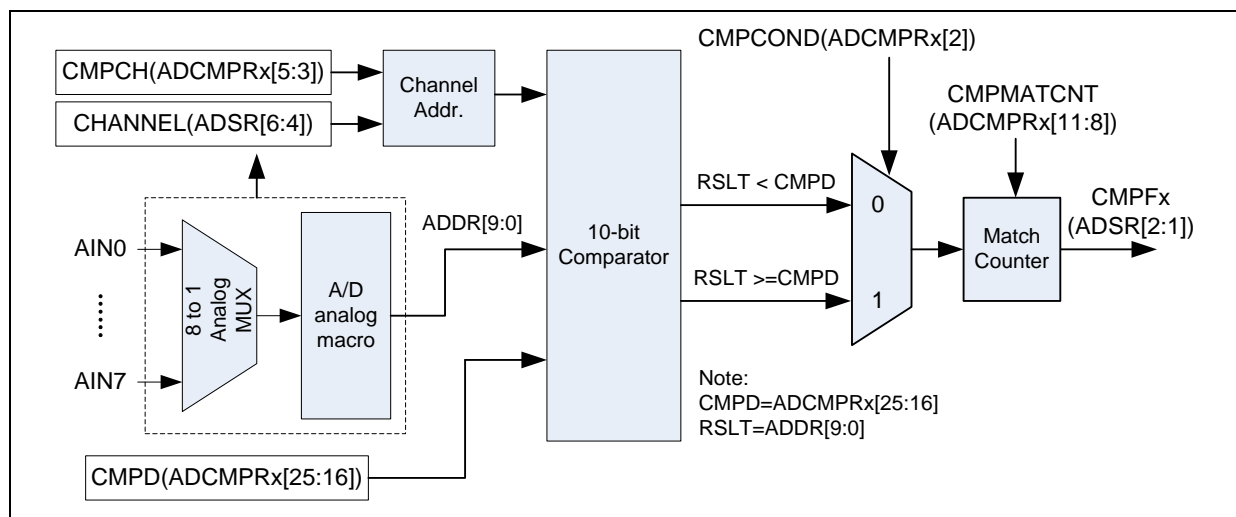 CMPCH(ADCMPRx[5:3])
CHANNEL(ADSR[6:4])
Channel
Addr.
AIN0
......
AIN7
8 to 1
Analog
MUX
A/D
analog
macro
ADDR[9:0]
CMPD(ADCMPRx[25:16])
10-bit
Comparator
CMPCOND(ADCMPRx[2])
RSLT < CMPD
RSLT >=CMPD
0
1
CMPMATCNT
(ADCMPRx[11:8])
Match
Counter
CMPFx
(ADSR[2:1])
Note:
CMPD=ADCMPRx[25:16]
RSLT=ADDR[9:0]